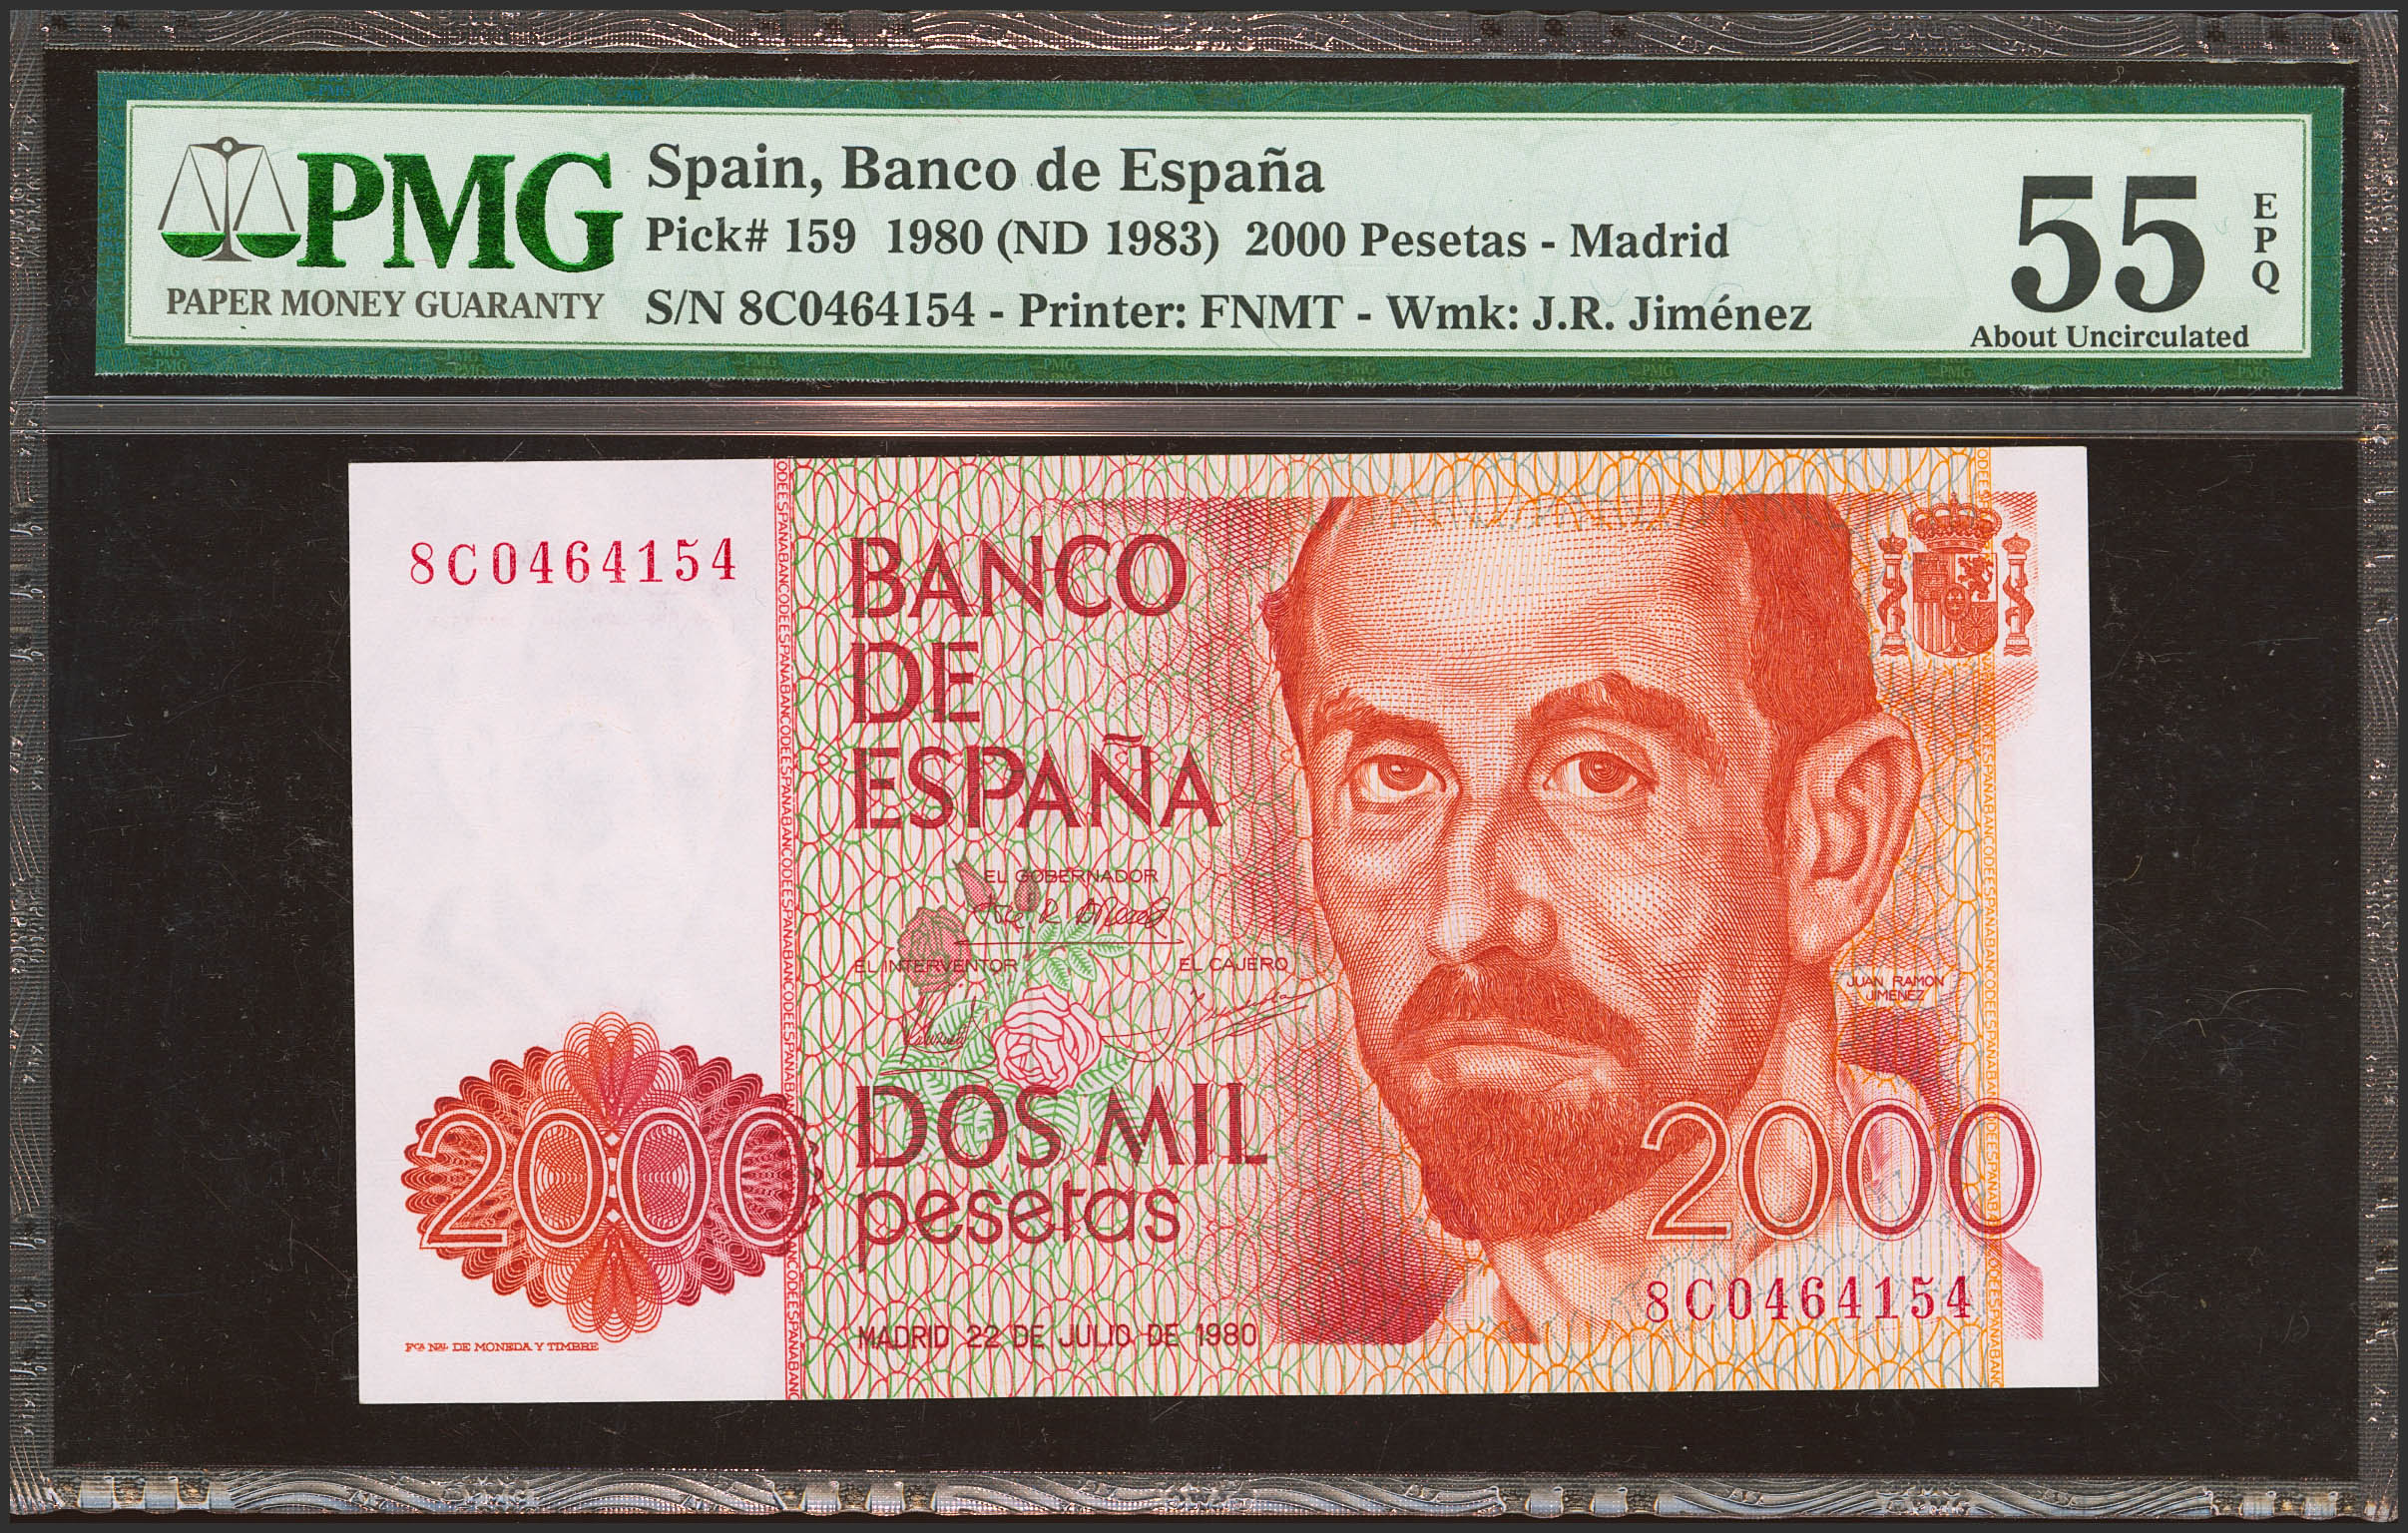 PMG
PAPER MONEY GUARANTY
Spain, Banco de España
Pick# 159 1980 (ND 1983) 2000 Pesetas - Madrid
S/N 8C0464154 - Printer: FNMT - Wmk: J.R. Jiménez
55
EPQ
About Uncirculated
8C0464154
BANCO
DE
ESPAÑA
EL GOBERNADOR
EL INTERVENTOR
EL CAJERO
JUAN RAMON
JIMENEZ
2000
DOS MIL
pesetas
2000
8C0464154
MADRID 22 DE JULIO DE 1980
FCA NAL DE MONEDA Y TIMBRE